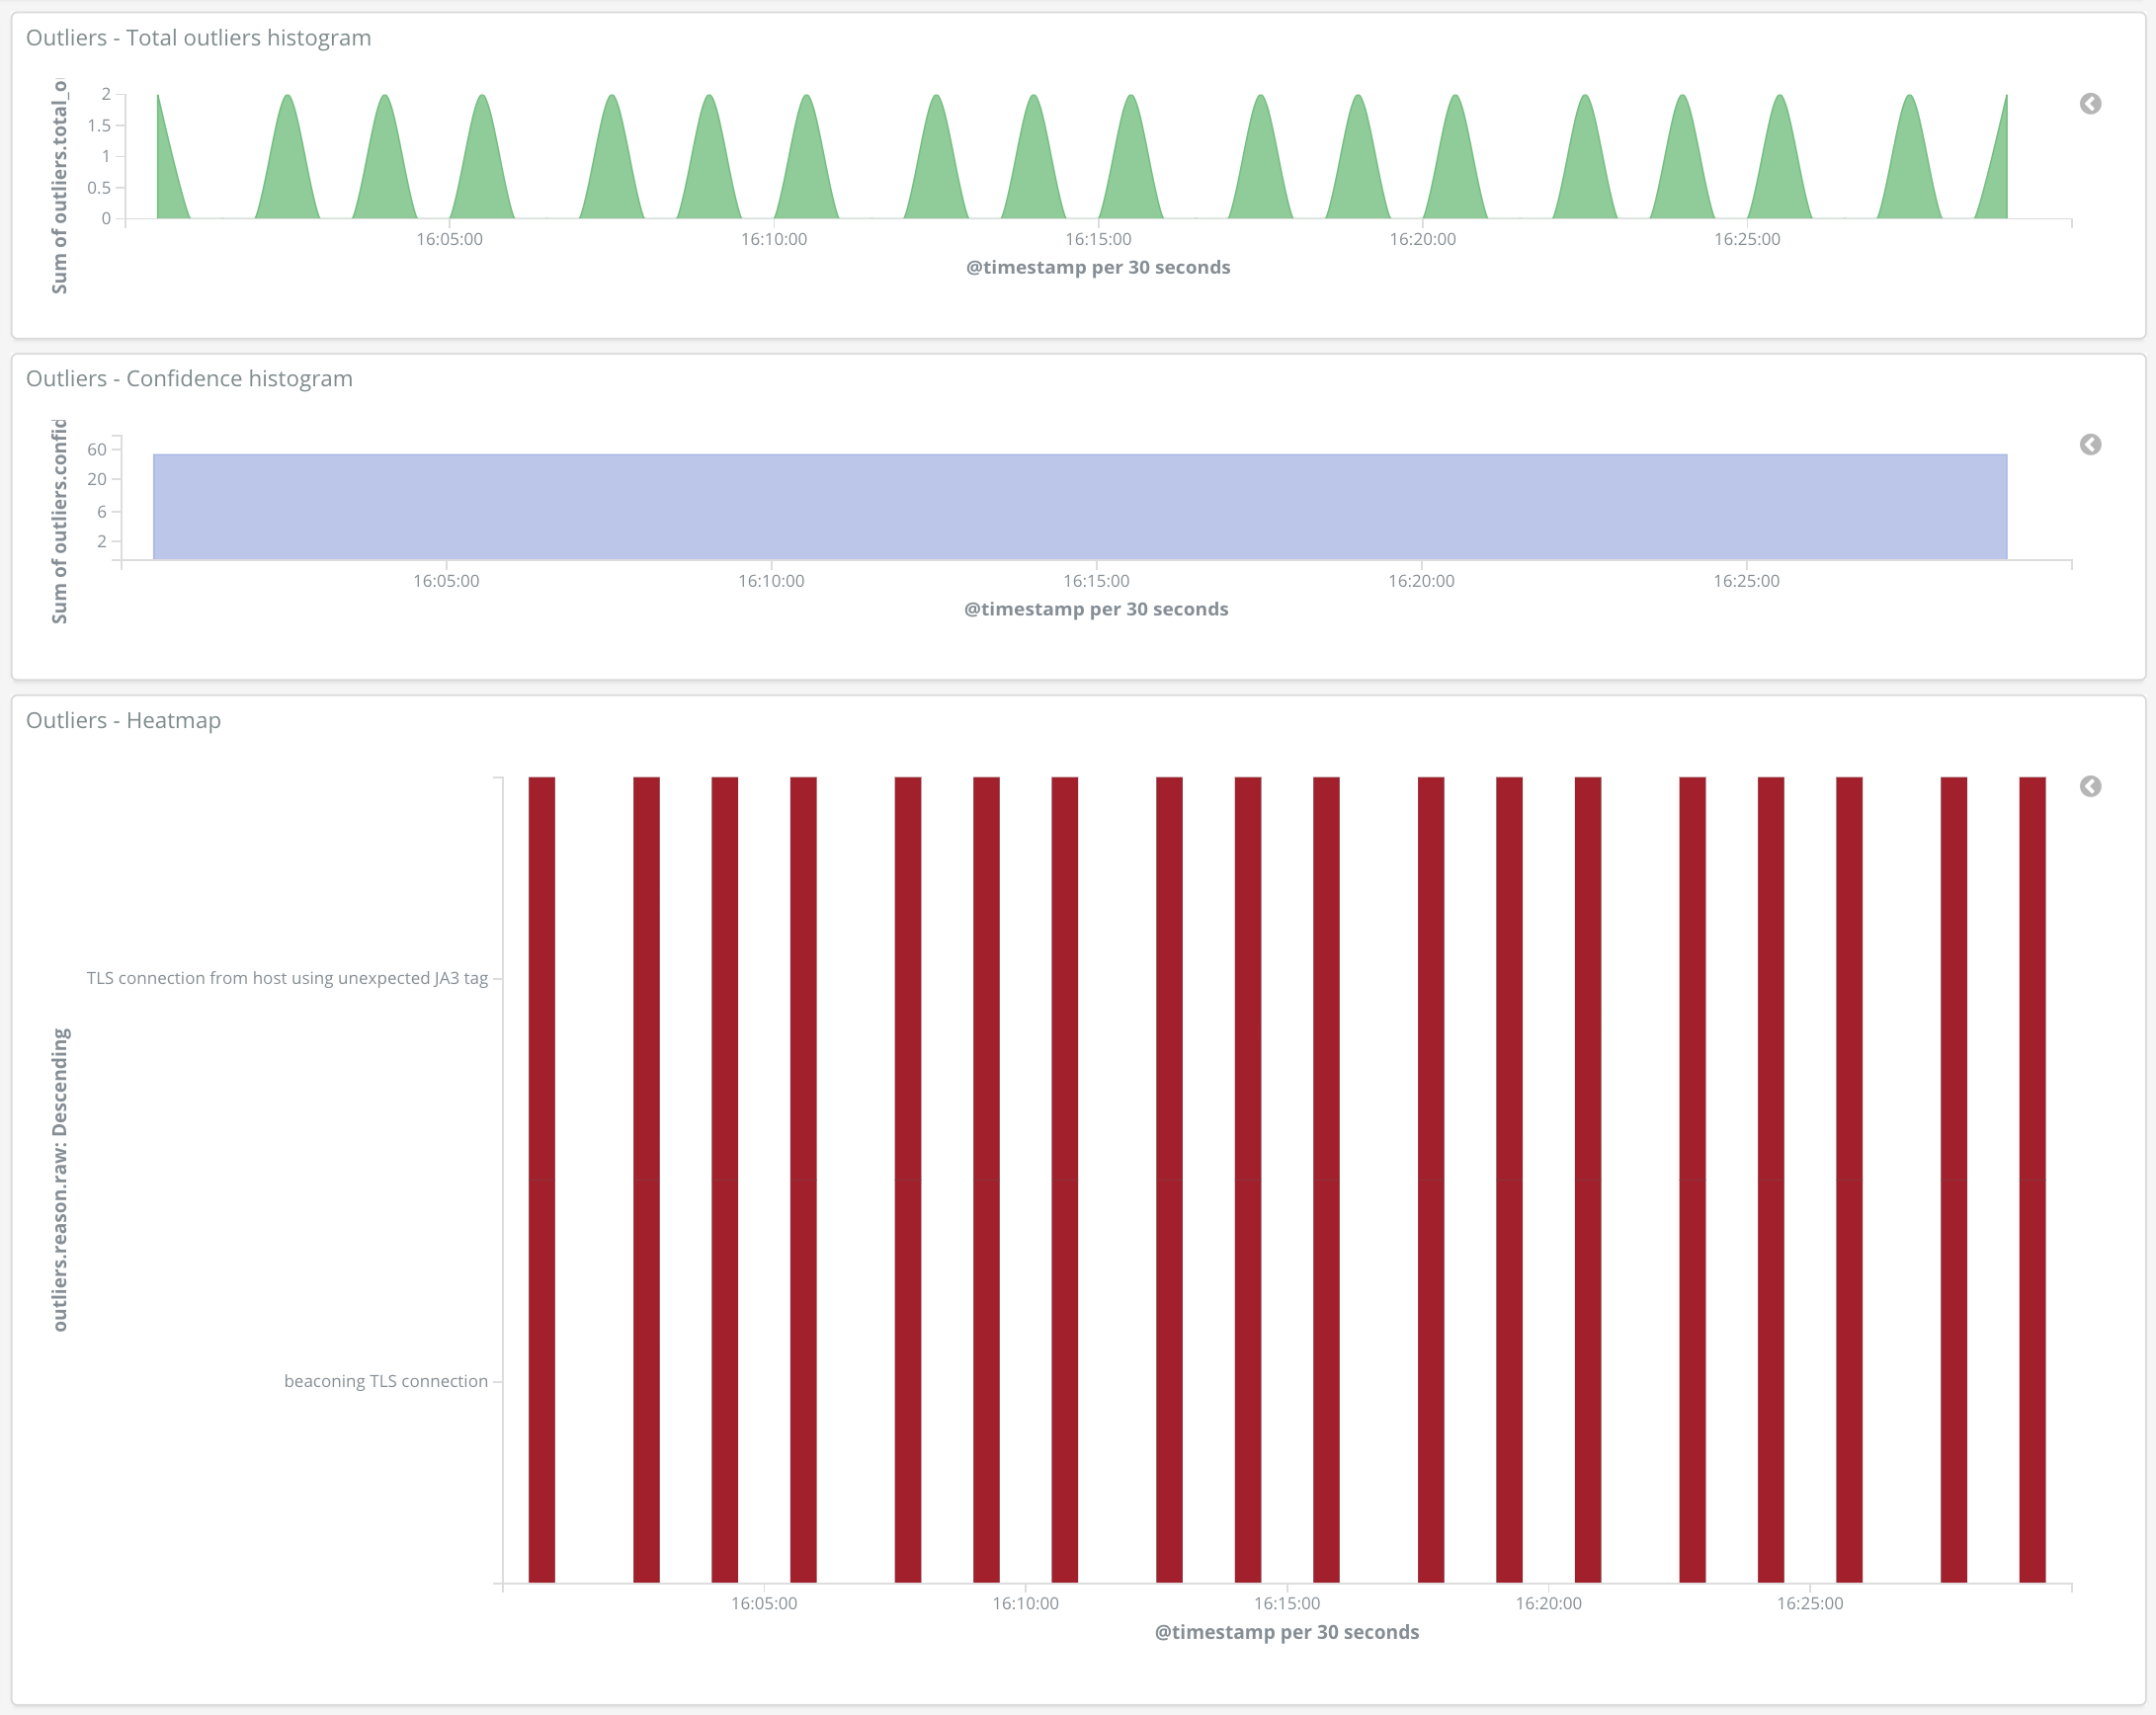 Outliers - Total outliers histogram
Sum of outliers.total_o
2
1.5
1
0.5
0
16:05:00 16:10:00 16:15:00 16:20:00 16:25:00
@timestamp per 30 seconds
Outliers - Confidence histogram
Sum of outliers.confid
60
20
6
2
16:05:00 16:10:00 16:15:00 16:20:00 16:25:00
@timestamp per 30 seconds
Outliers - Heatmap
outliers.reason.raw: Descending
TLS connection from host using unexpected JA3 tag
beaconing TLS connection
16:05:00 16:10:00 16:15:00 16:20:00 16:25:00
@timestamp per 30 seconds